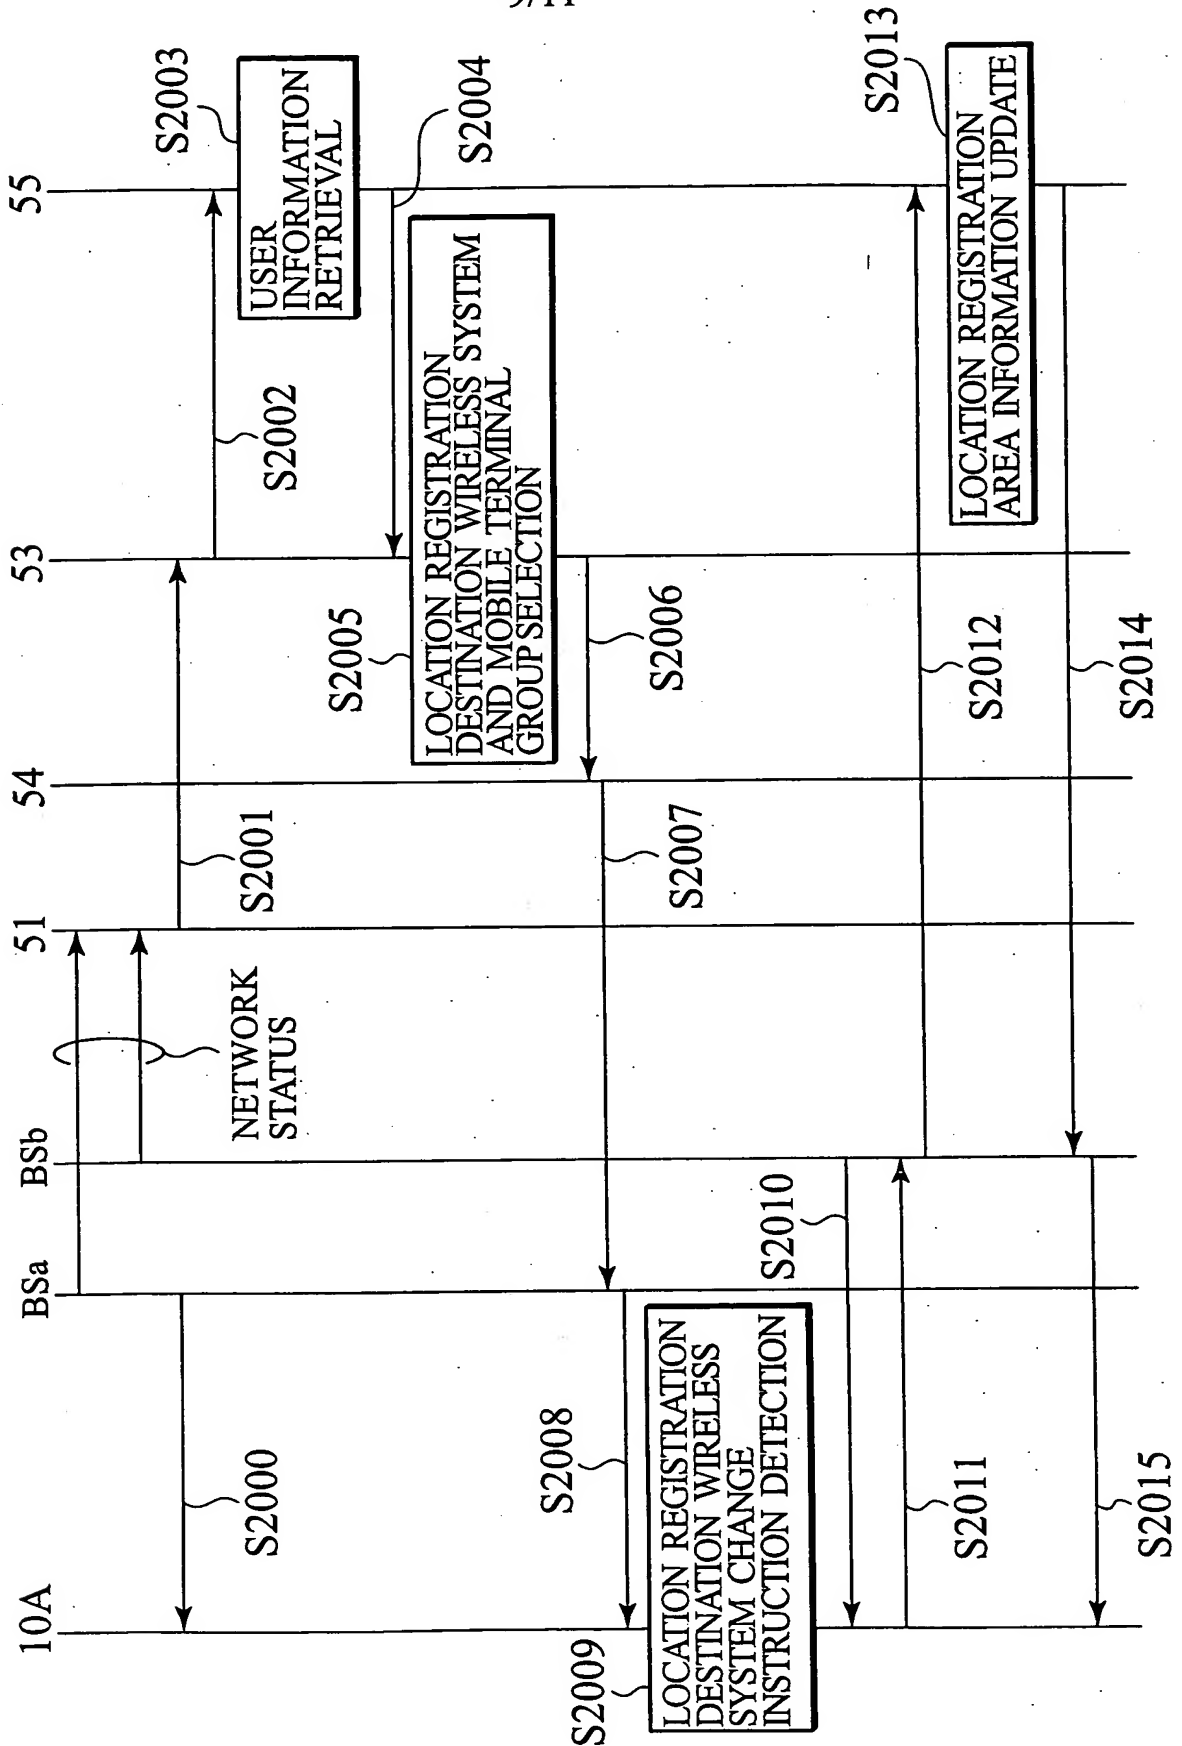 10A
BSa
BSb
51
54
53
55
NETWORK
STATUS
S2000
S2001
S2002
S2003
USER
INFORMATION
RETRIEVAL
S2004
S2005
LOCATION REGISTRATION
DESTINATION WIRELESS SYSTEM
AND MOBILE TERMINAL
GROUP SELECTION
S2006
S2007
S2008
S2009
LOCATION REGISTRATION
DESTINATION WIRELESS
SYSTEM CHANGE
INSTRUCTION DETECTION
S2010
S2011
S2012
S2013
LOCATION REGISTRATION
AREA INFORMATION UPDATE
S2014
S2015